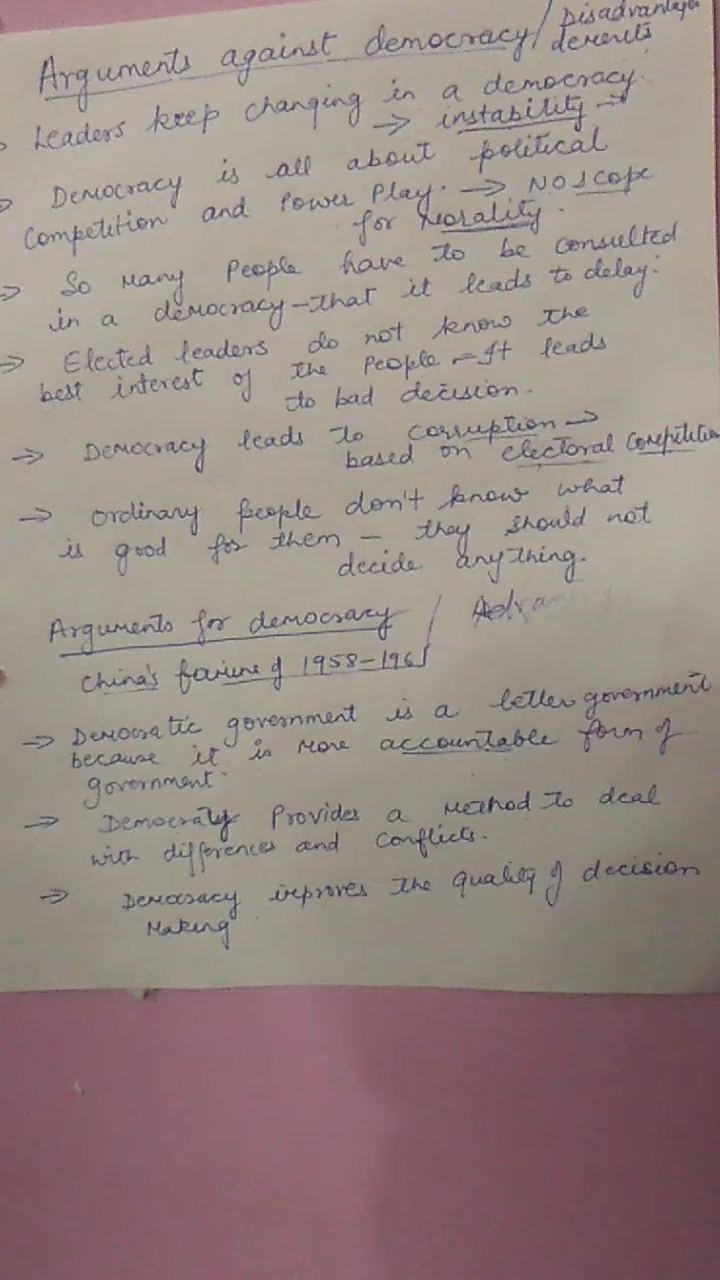 Arguments against democracy / Disadvantages
demerits
Leaders keep changing in a democracy.
→ instability →
Democracy is all about political
Competition and Power Play. → No scope
for Morality.
⇒ So Many People have to be consulted
in a democracy - that it leads to delay.
⇒ Elected leaders do not know the
best interest of the People - It leads
to bad decision.
⇒ Democracy leads to corruption →
based on electoral Competition
⇒ Ordinary people don't know what
is good for them - they should not
decide anything.
Arguments for democracy /
China's famine of 1958-1961
⇒ Democratic government is a better government
because it is More accountable form of
government.
⇒ Democraty Provides a Method to deal
with differences and Conflicts.
⇒ Democracy improves the quality of decision
Making